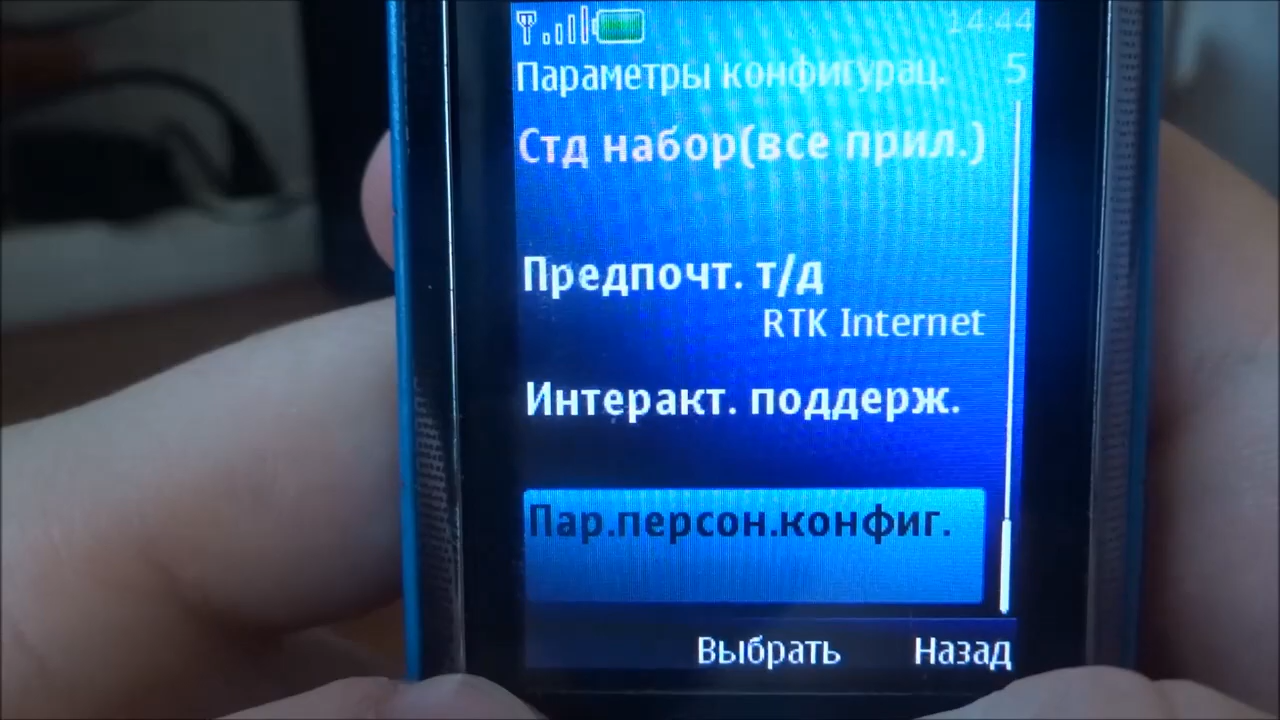 14:44
Параметры конфигурац. 5
Стд набор(все прил.)
Предпочт. т/д
RTK Internet
Интеракт. поддерж.
Пар.персон.конфиг.
Выбрать Назад